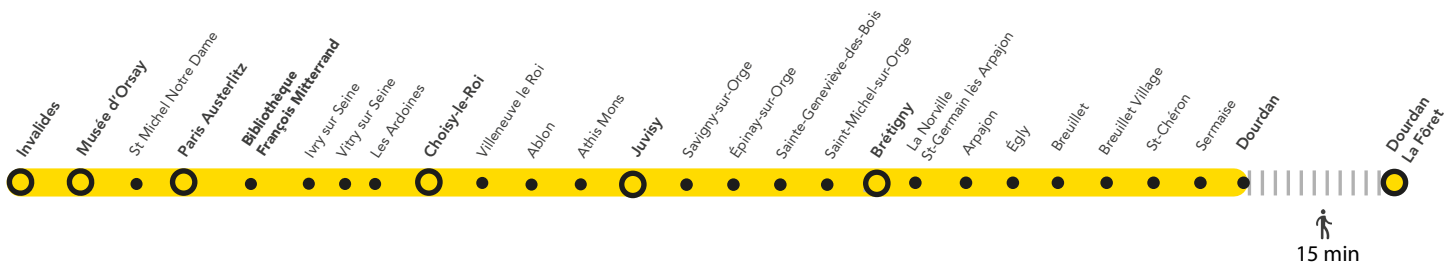 Invalides
Musée d'Orsay
St Michel Notre Dame
Paris Austerlitz
Bibliothèque
François Mitterrand
Ivry sur Seine
Vitry sur Seine
Les Ardoines
Choisy-le-Roi
Villeneuve le Roi
Ablon
Athis Mons
Juvisy
Savigny-sur-Orge
Épinay-sur-Orge
Sainte-Geneviève-des-Bois
Saint-Michel-sur-Orge
Brétigny
La Norville
St-Germain lès Arpajon
Arpajon
Égly
Breuillet
Breuillet Village
St-Chéron
Sermaise
Dourdan
Dourdan
La Fôret
15 min